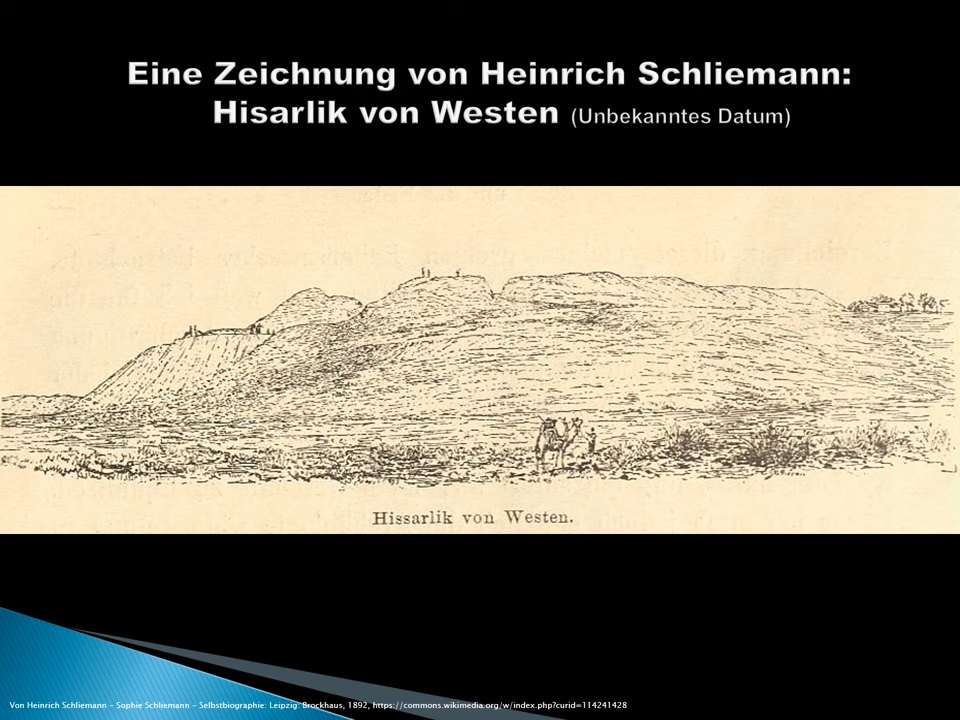 Eine Zeichnung von Heinrich Schliemann:
Hisarlik von Westen (Unbekanntes Datum)
Hissarlik von Westen.
Von Heinrich Schliemann - Sophie Schliemann - Selbstbiographie: Leipzig: Brockhaus, 1892, https://commons.wikimedia.org/w/index.php?curid=114241428